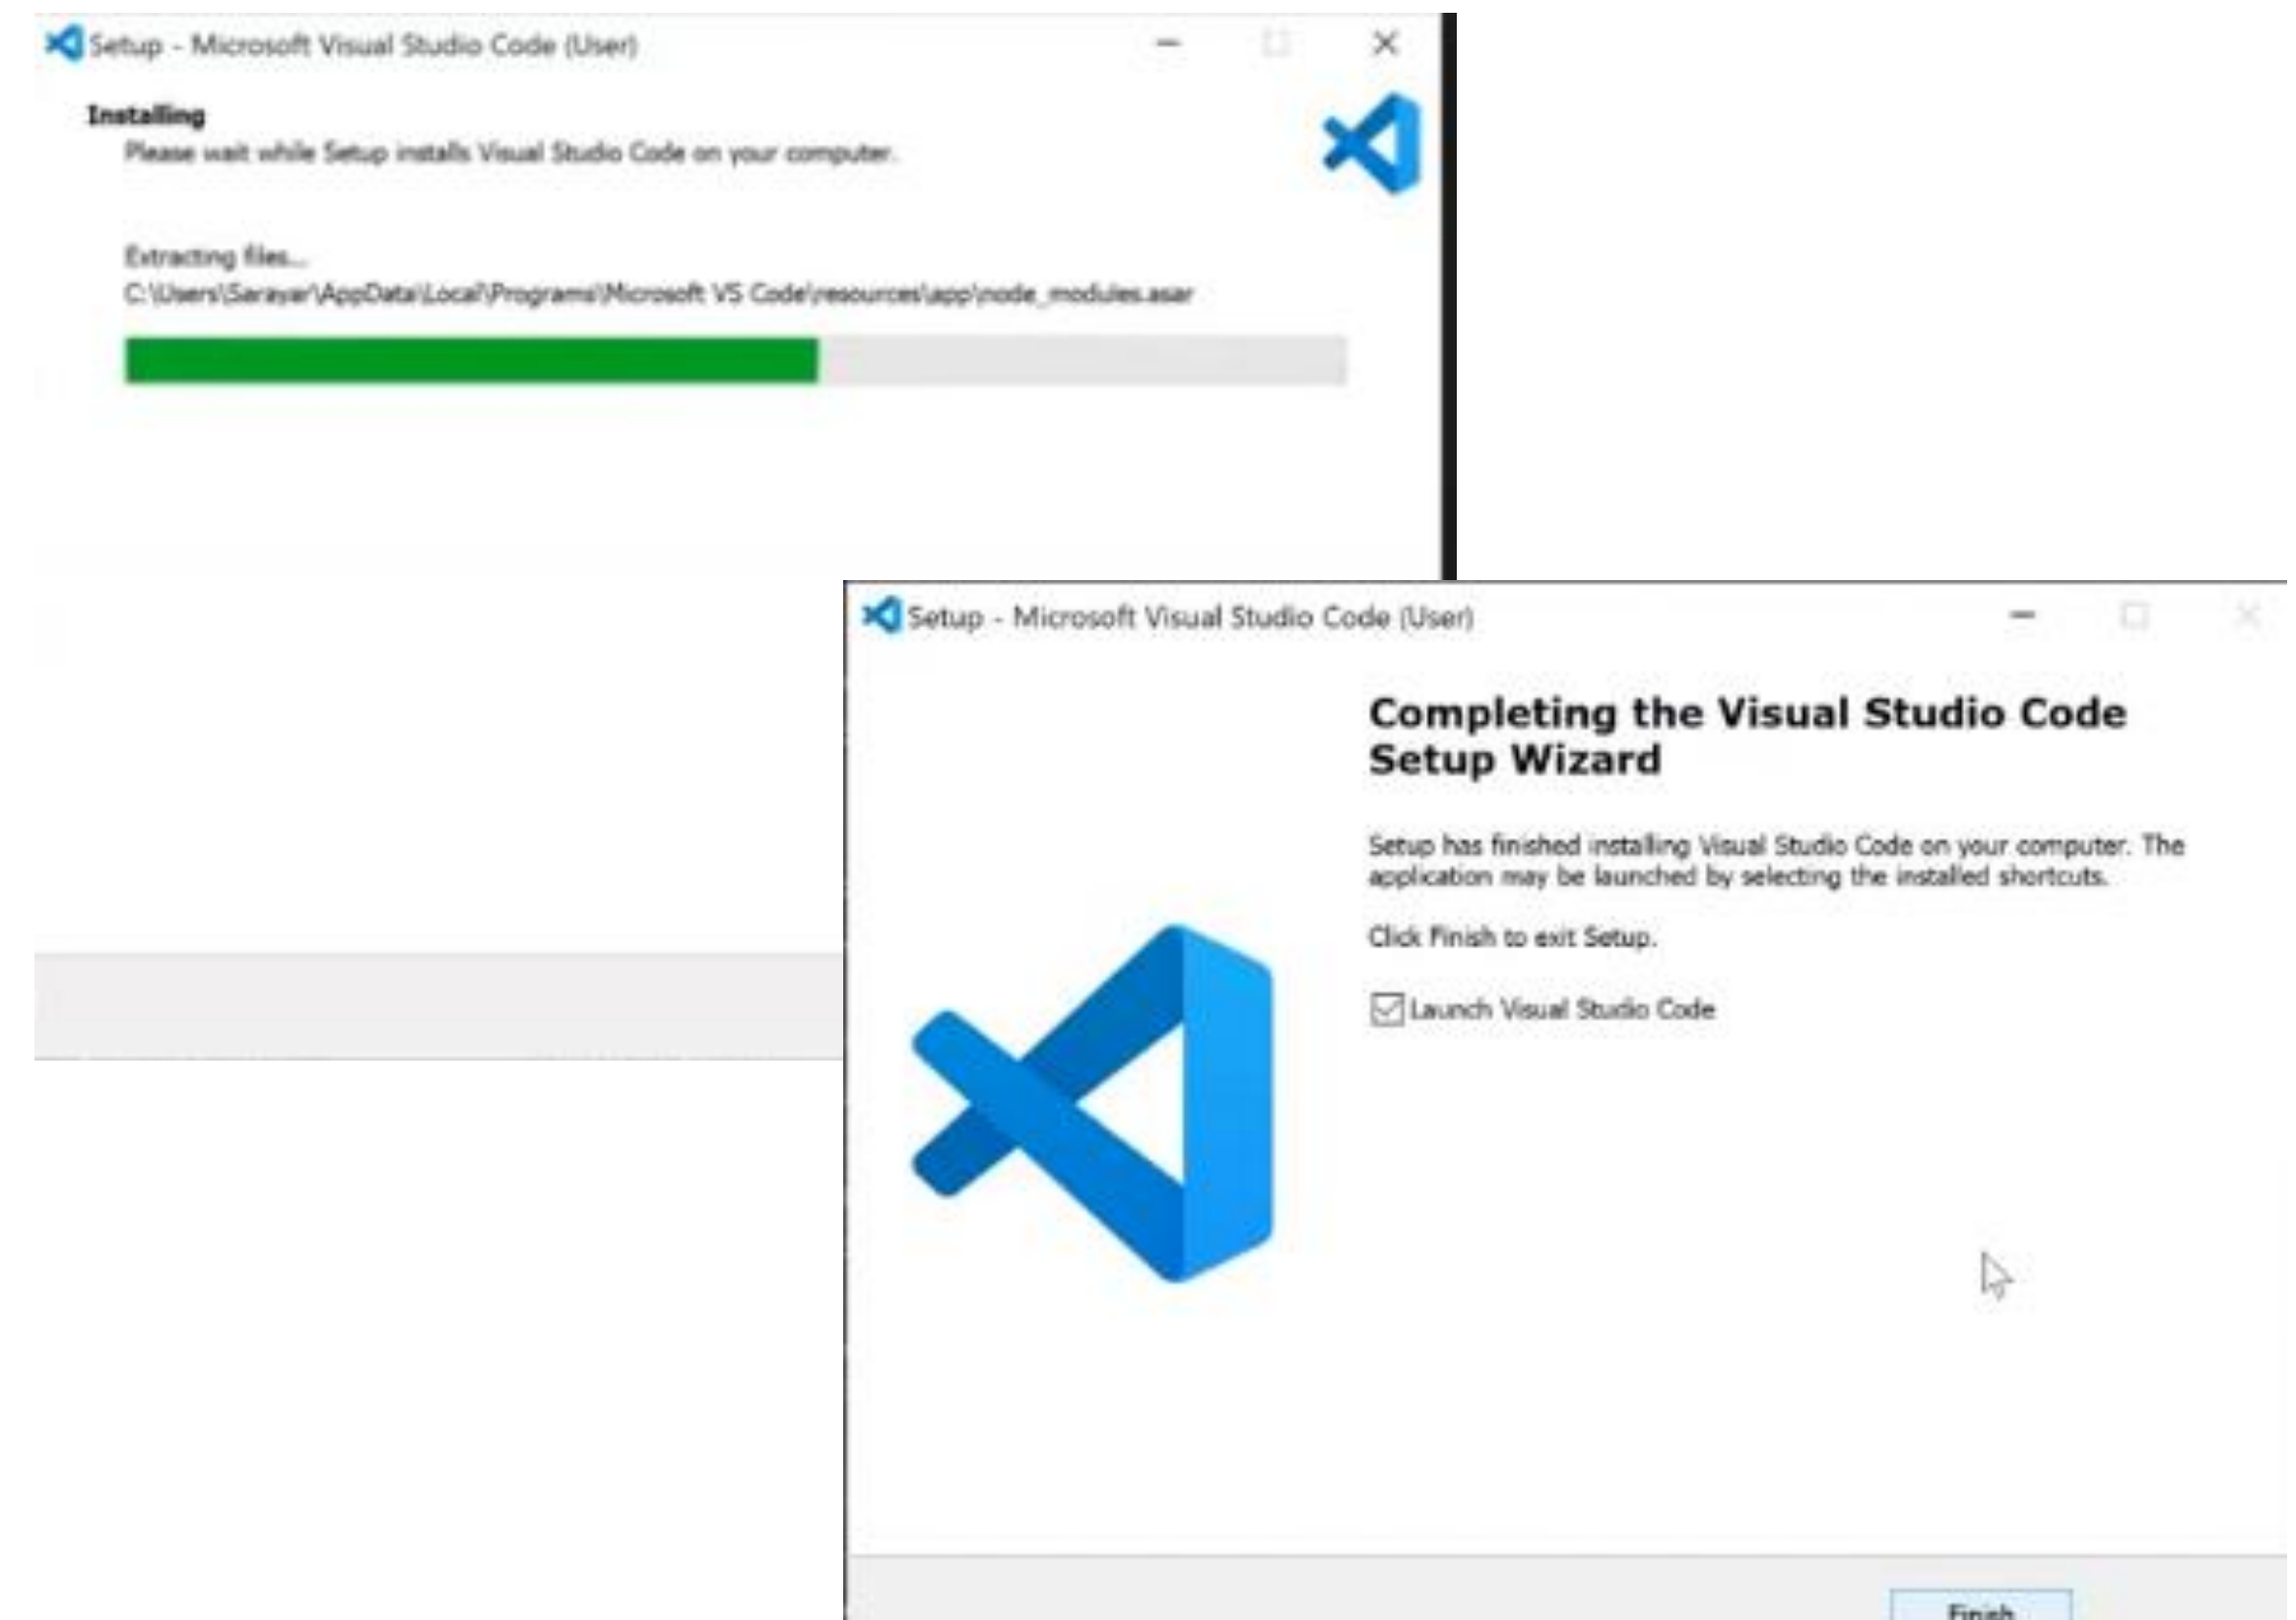 Setup - Microsoft Visual Studio Code (User)
Installing
Please wait while Setup installs Visual Studio Code on your computer.
Extracting files...
C:\Users\Sarayar\AppData\Local\Programs\Microsoft VS Code\resources\app\node_modules.asar
Setup - Microsoft Visual Studio Code (User)
Completing the Visual Studio Code
Setup Wizard
Setup has finished installing Visual Studio Code on your computer. The
application may be launched by selecting the installed shortcuts.
Click Finish to exit Setup.
Launch Visual Studio Code
Finish